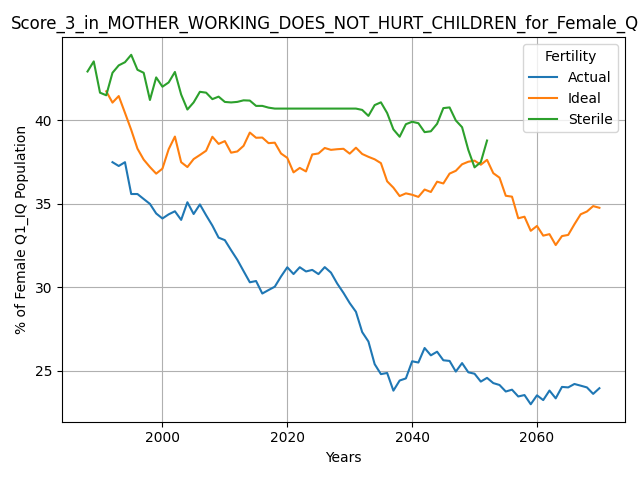 Score_3_in_MOTHER_WORKING_DOES_NOT_HURT_CHILDREN_for_Female_Q
Fertility
Actual
Ideal
Sterile
% of Female Q1_IQ Population
40
35
30
25
2000 2020 2040 2060
Years